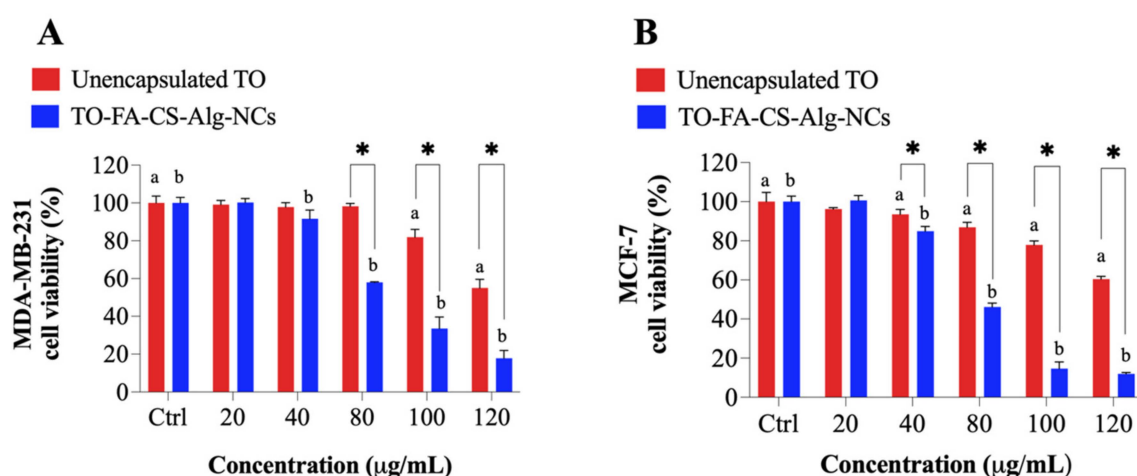 A
Unencapsulated TO
TO-FA-CS-Alg-NCs
MDA-MB-231
cell viability (%)
120
100
80
60
40
20
0
a b
b
* * *
b
a
b
a
b
Ctrl 20 40 80 100 120
Concentration (µg/mL)
B
Unencapsulated TO
TO-FA-CS-Alg-NCs
MCF-7
cell viability (%)
120
100
80
60
40
20
0
a b
* * * *
a
b
a
b
a
b
a
b
Ctrl 20 40 80 100 120
Concentration (µg/mL)